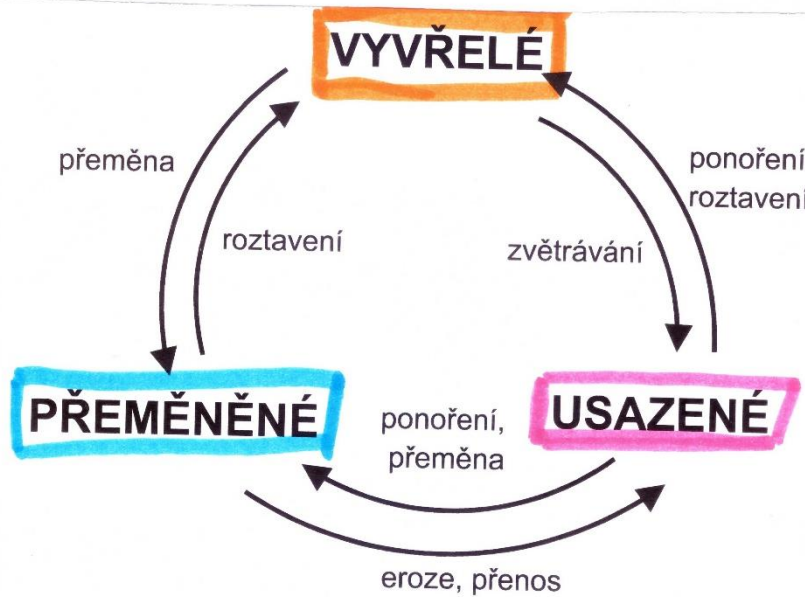 VYVŘELÉ
přeměna
ponoření
roztavení
roztavení
zvětrávání
PŘEMĚNĚNÉ
ponoření,
přeměna
USAZENÉ
eroze, přenos